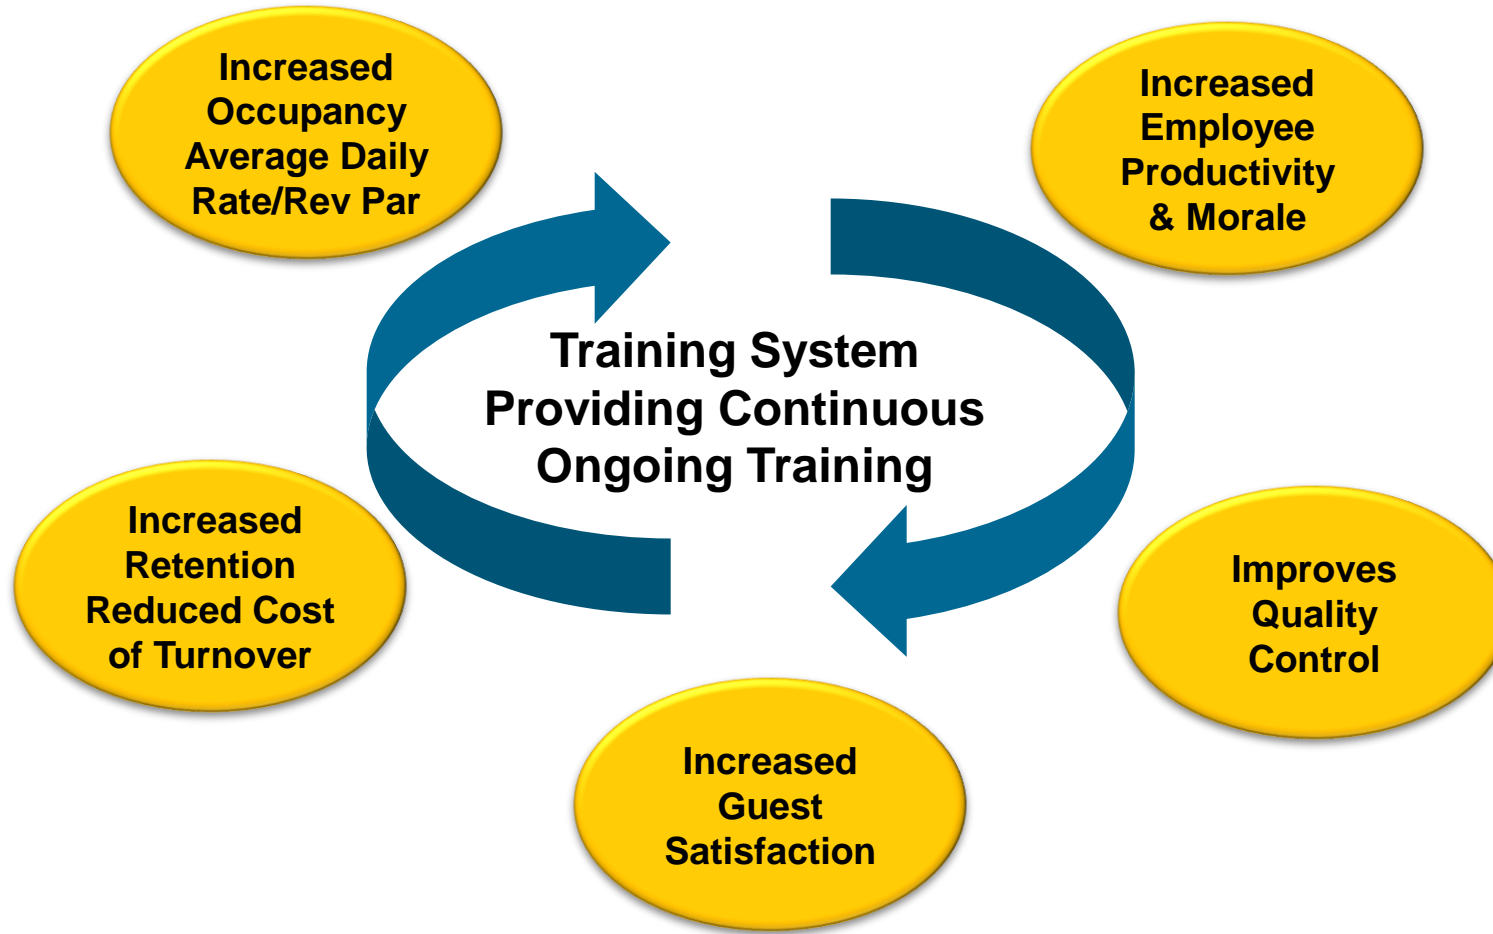 Increased
Occupancy
Average Daily
Rate/Rev Par
Increased
Employee
Productivity
& Morale
Training System
Providing Continuous
Ongoing Training
Increased
Retention
Reduced Cost
of Turnover
Improves
Quality
Control
Increased
Guest
Satisfaction